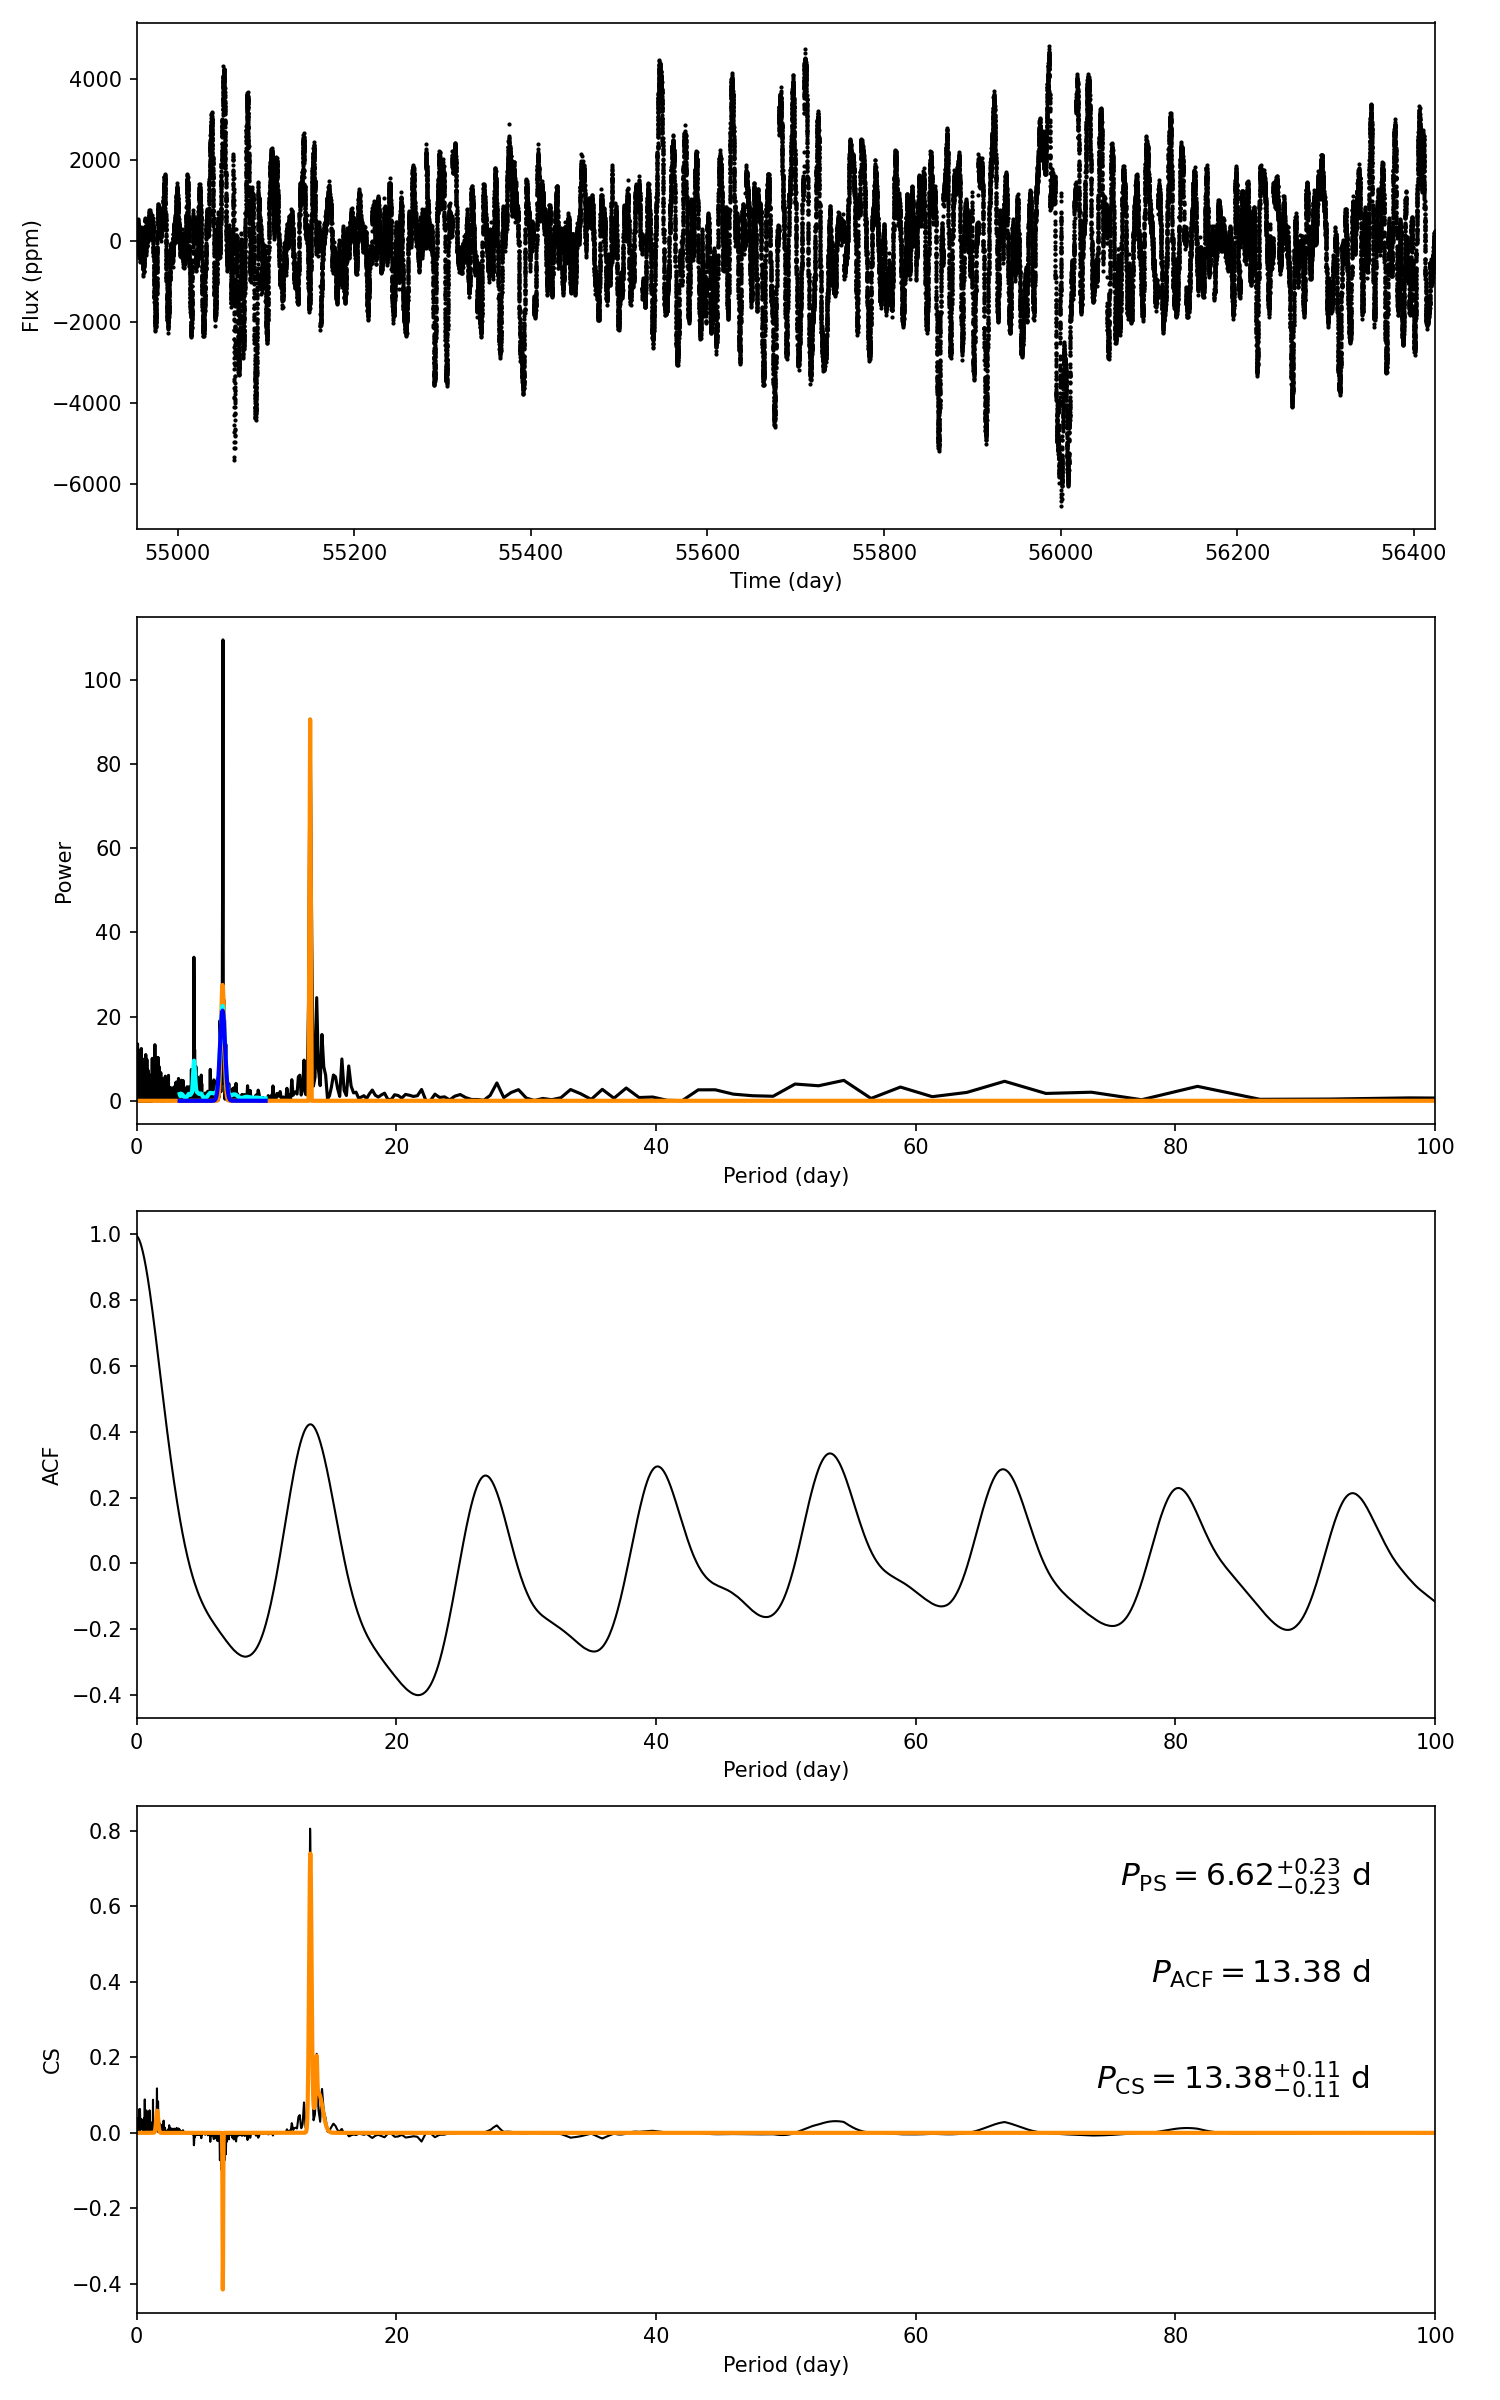 4000
2000
0
−2000
−4000
−6000
Flux (ppm)
55000 55200 55400 55600 55800 56000 56200 56400
Time (day)
100
80
60
40
20
0
Power
0 20 40 60 80 100
Period (day)
1.0
0.8
0.6
0.4
0.2
0.0
−0.2
−0.4
ACF
0 20 40 60 80 100
Period (day)
0.8
0.6
0.4
0.2
0.0
−0.2
−0.4
CS
P_PS = 6.62^{+0.23}_{−0.23} d
P_ACF = 13.38 d
P_CS = 13.38^{+0.11}_{−0.11} d
0 20 40 60 80 100
Period (day)